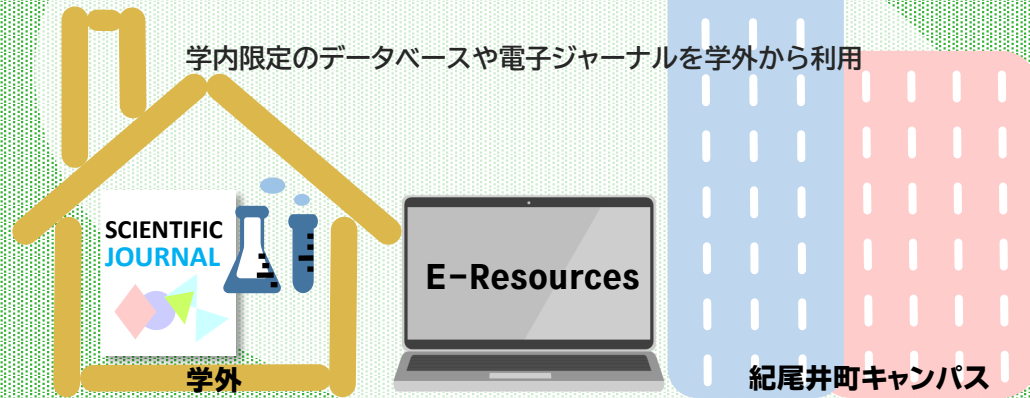 学内限定のデータベースや電子ジャーナルを学外から利用
SCIENTIFIC
JOURNAL
E-Resources
学外
紀尾井町キャンパス